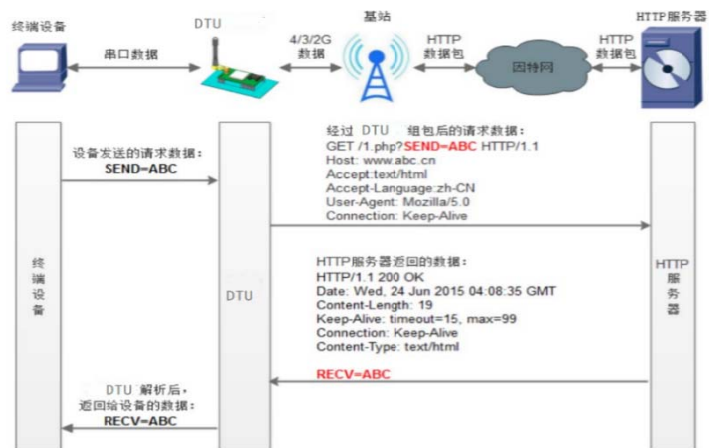 终端设备
DTU
基站
HTTP服务器
串口数据
4/3/2G
数据
HTTP
数据包
因特网
HTTP
数据包
设备发送的请求数据：
SEND=ABC
经过 DTU 组包后的请求数据：
GET /1.php?SEND=ABC HTTP/1.1
Host: www.abc.cn
Accept:text/html
Accept-Language:zh-CN
User-Agent: Mozilla/5.0
Connection: Keep-Alive
终端设备
DTU
HTTP服务器
HTTP服务器返回的数据：
HTTP/1.1 200 OK
Date: Wed, 24 Jun 2015 04:08:35 GMT
Content-Length: 19
Keep-Alive: timeout=15, max=99
Connection: Keep-Alive
Content-Type: text/html
RECV=ABC
DTU 解析后，
返回给设备的数据：
RECV=ABC